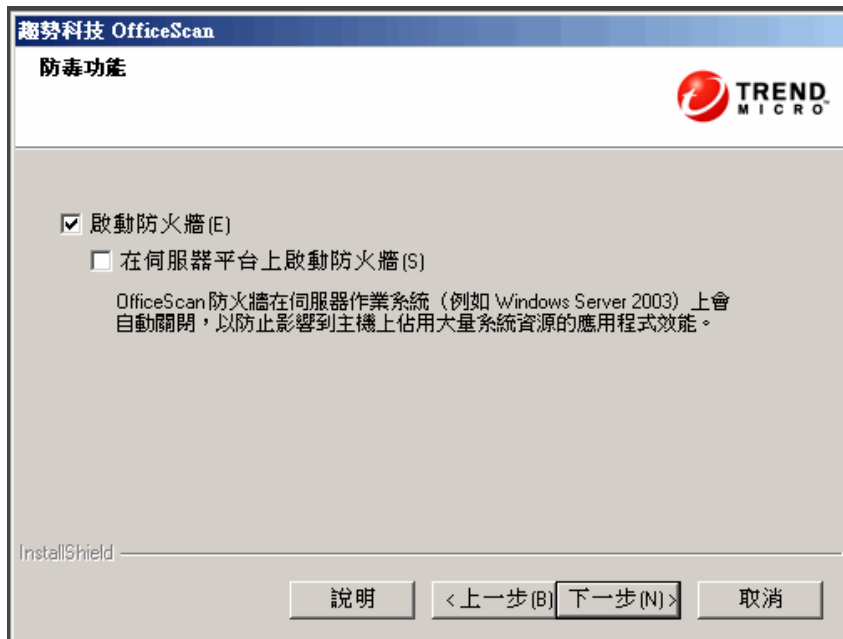 趨勢科技 OfficeScan
防毒功能
TREND
MICRO™
啟動防火牆(E)
在伺服器平台上啟動防火牆(S)
OfficeScan 防火牆在伺服器作業系統（例如 Windows Server 2003）上會
自動關閉，以防止影響到主機上佔用大量系統資源的應用程式效能。
InstallShield
說明
<上一步(B)
下一步(N)>
取消